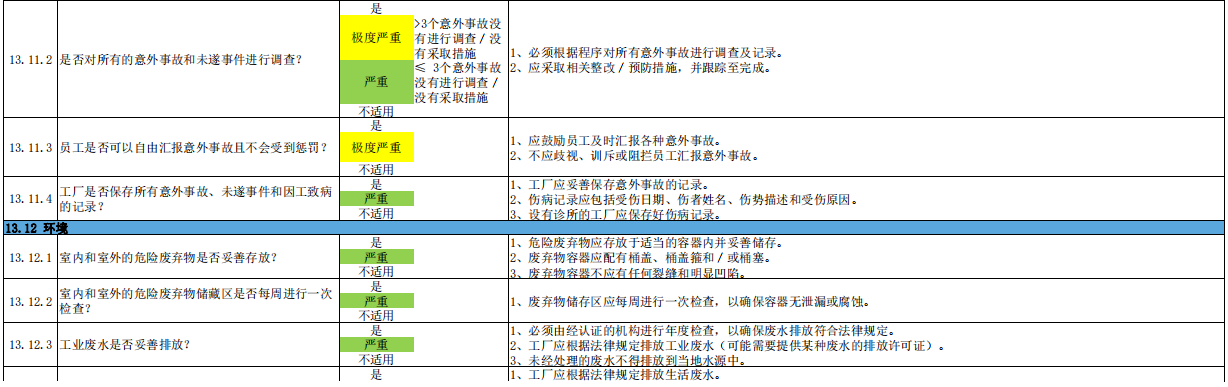 是
13.11.2 是否对所有的意外事故和未遂事件进行调查？
极度严重 >3个意外事故没有进行调查／没有采取措施
严重 ≤ 3个意外事故没有进行调查／没有采取措施
不适用
1、必须根据程序对所有意外事故进行调查及记录。
2、应采取相关整改／预防措施，并跟踪至完成。
13.11.3 员工是否可以自由汇报意外事故且不会受到惩罚？
是
极度严重
不适用
1、应鼓励员工及时汇报各种意外事故。
2、不应歧视、训斥或阻拦员工汇报意外事故。
13.11.4 工厂是否保存所有意外事故、未遂事件和因工致病
的记录？
是
严重
不适用
1、工厂应妥善保存意外事故的记录。
2、伤病记录应包括受伤日期、伤者姓名、伤势描述和受伤原因。
3、设有诊所的工厂应保存好伤病记录。
13.12 环境
13.12.1 室内和室外的危险废弃物是否妥善存放？
是
严重
不适用
1、危险废弃物应存放于适当的容器内并妥善储存。
2、废弃物容器应配有桶盖、桶盖箍和／或桶塞。
3、废弃物容器不应有任何裂缝和明显凹陷。
13.12.2 室内和室外的危险废弃物储藏区是否每周进行一次
检查？
是
严重
不适用
1、废弃物储存区应每周进行一次检查，以确保容器无泄漏或腐蚀。
13.12.3 工业废水是否妥善排放？
是
严重
不适用
1、必须由经认证的机构进行年度检查，以确保废水排放符合法律规定。
2、工厂应根据法律规定排放工业废水（可能需要提供某种废水的排放许可证）。
3、未经处理的废水不得排放到当地水源中。
是
1、工厂应根据法律规定排放生活废水。